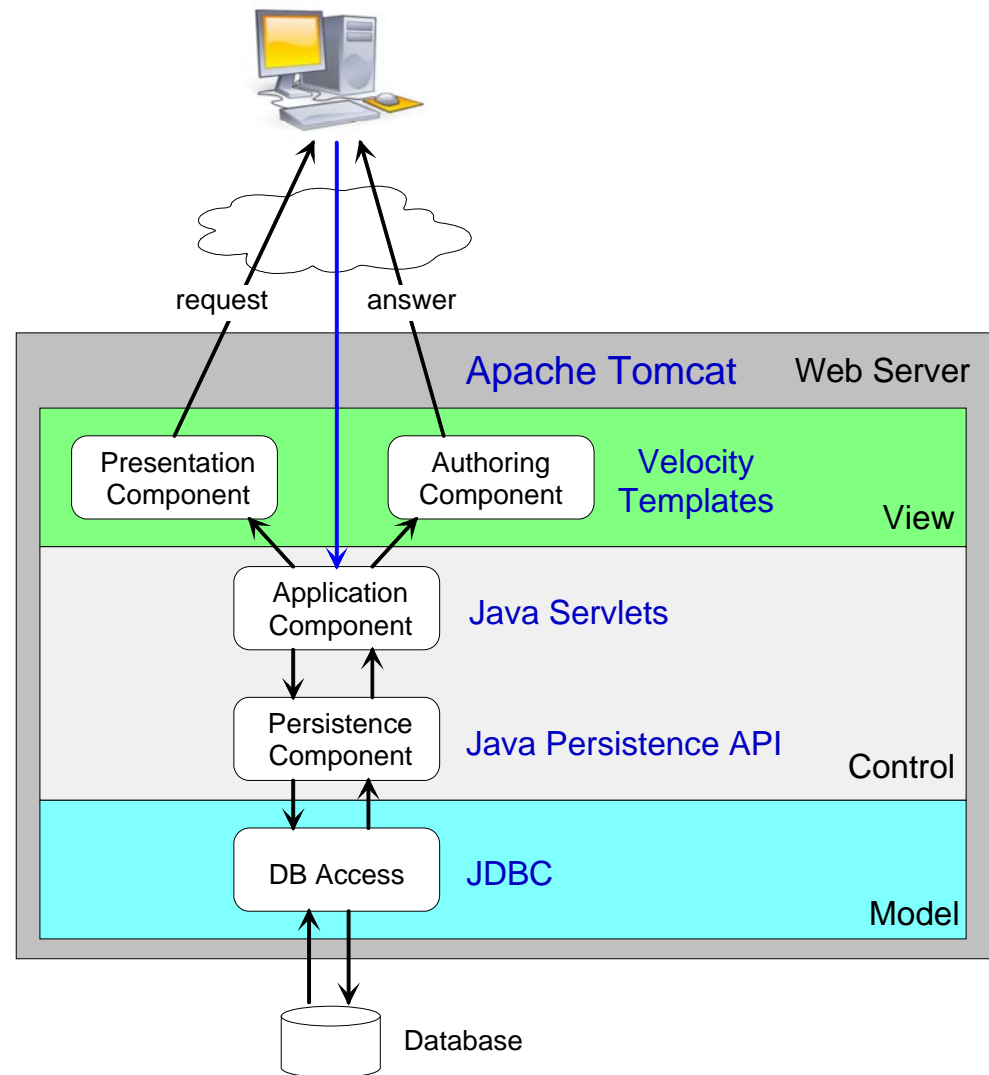 request
answer
Apache Tomcat
Web Server
Presentation
Component
Authoring
Component
Velocity
Templates
View
Application
Component
Java Servlets
Persistence
Component
Java Persistence API
Control
DB Access
JDBC
Model
Database